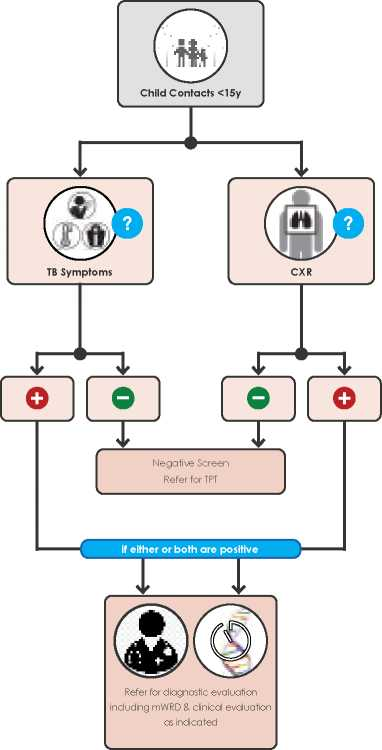 Child Contacts <15y
?
TB Symptoms
?
CXR
Negative Screen
Refer for TPT
if either or both are positive
Refer for diagnostic evaluation
including mWRD & clinical evaluation
as indicated